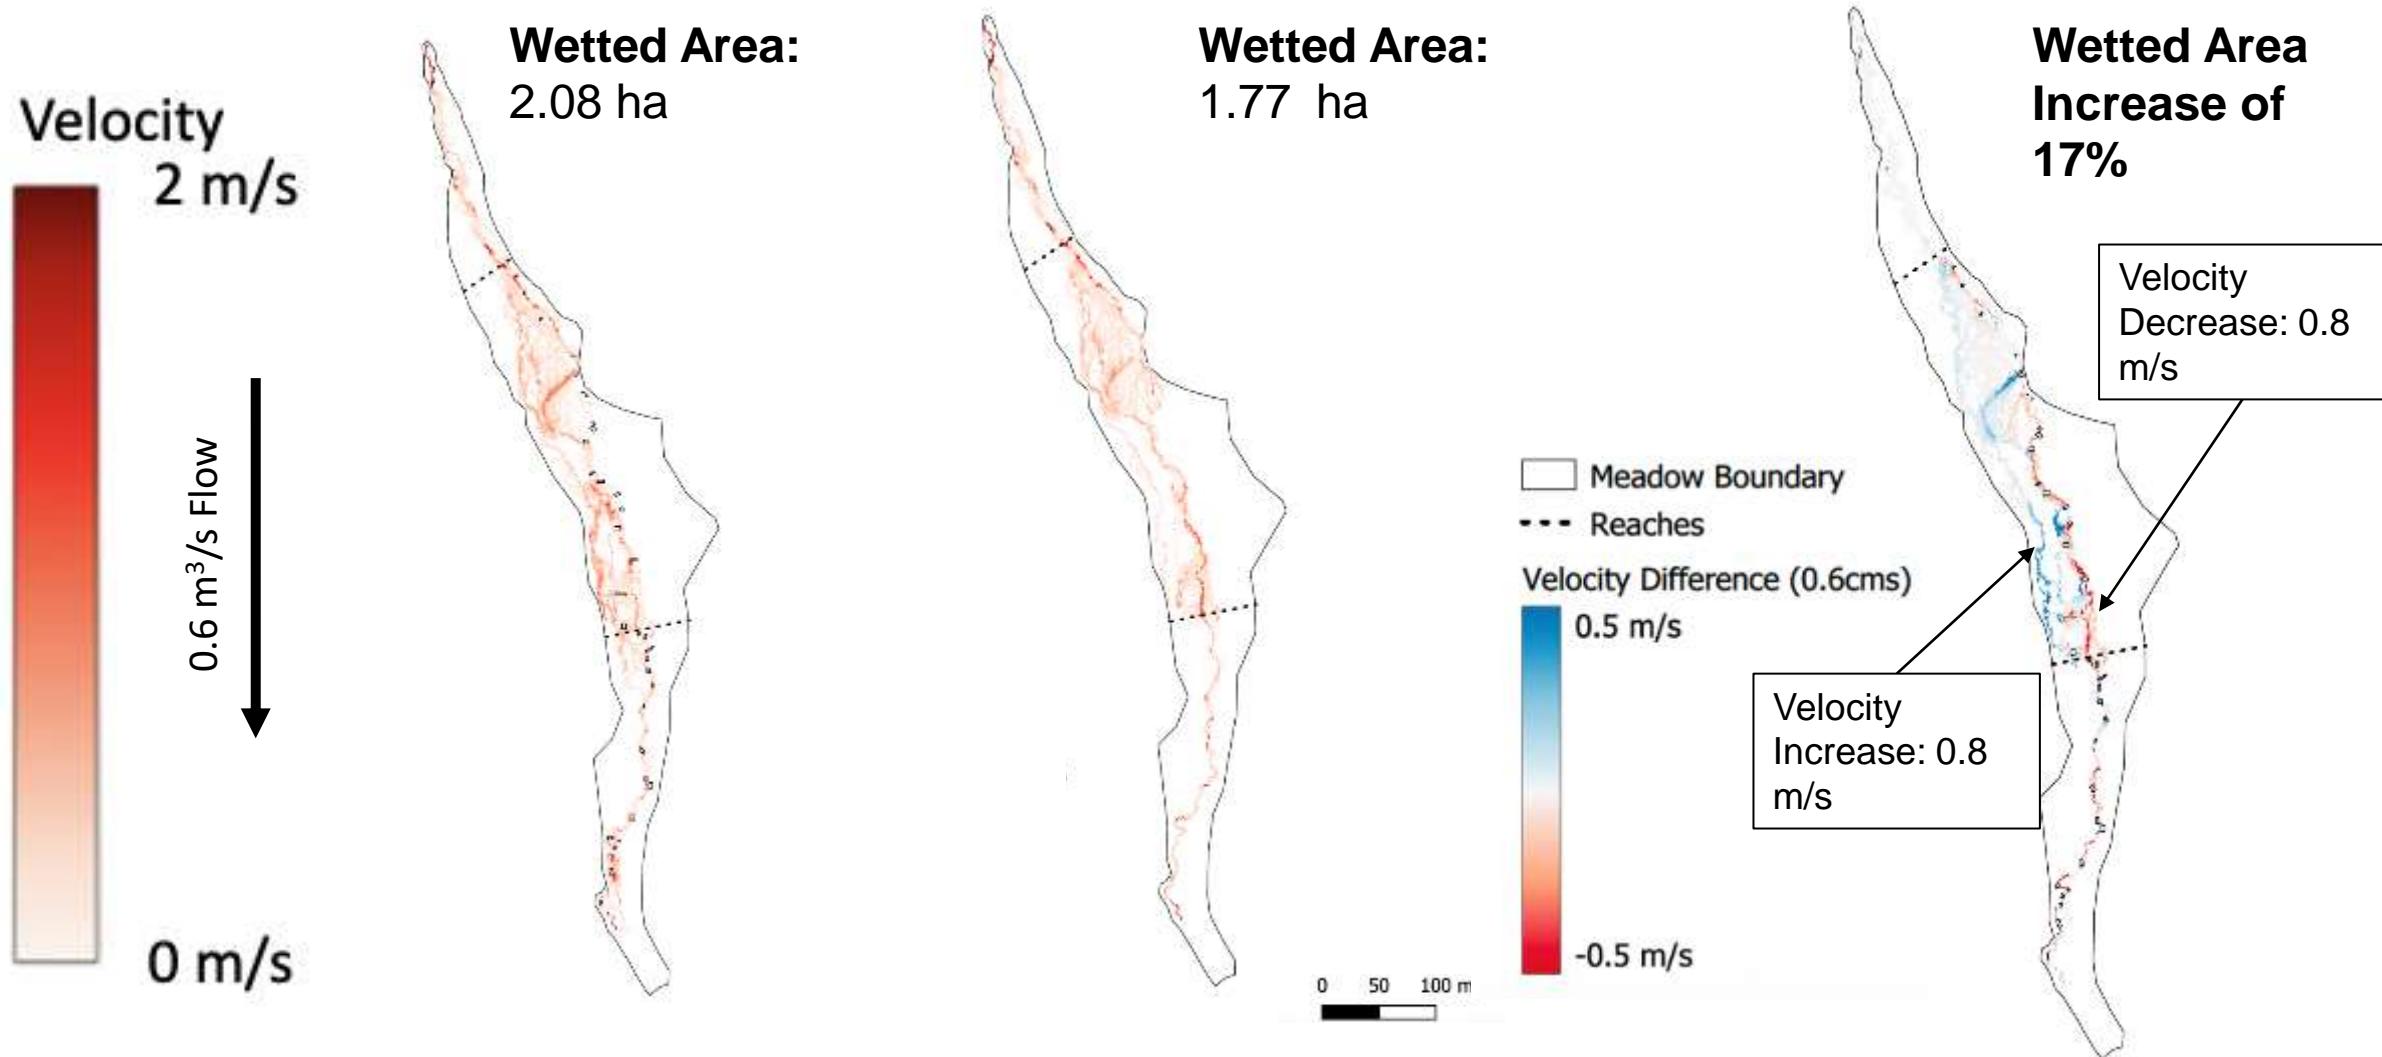 Velocity
2 m/s
0 m/s
0.6 m³/s Flow
Wetted Area:
2.08 ha
Wetted Area:
1.77 ha
Wetted Area
Increase of
17%
Velocity
Decrease: 0.8
m/s
Meadow Boundary
Reaches
Velocity Difference (0.6cms)
0.5 m/s
-0.5 m/s
Velocity
Increase: 0.8
m/s
0 50 100 m